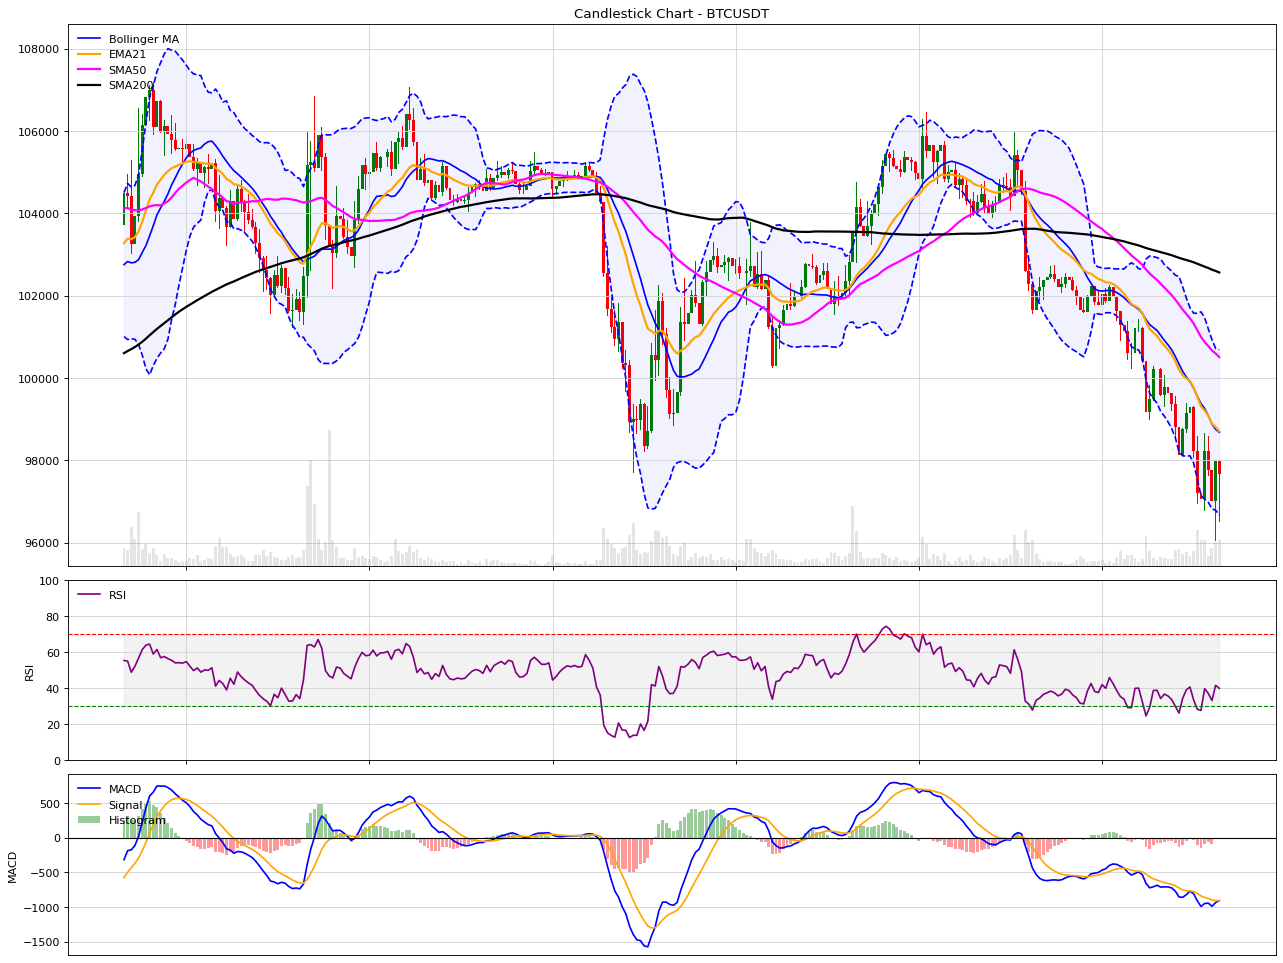 Candlestick Chart - BTCUSDT
Bollinger MA
EMA21
SMA50
SMA200
108000
106000
104000
102000
100000
98000
96000
RSI
RSI
100
80
60
40
20
0
MACD
Signal
Histogram
MACD
500
0
−500
−1000
−1500